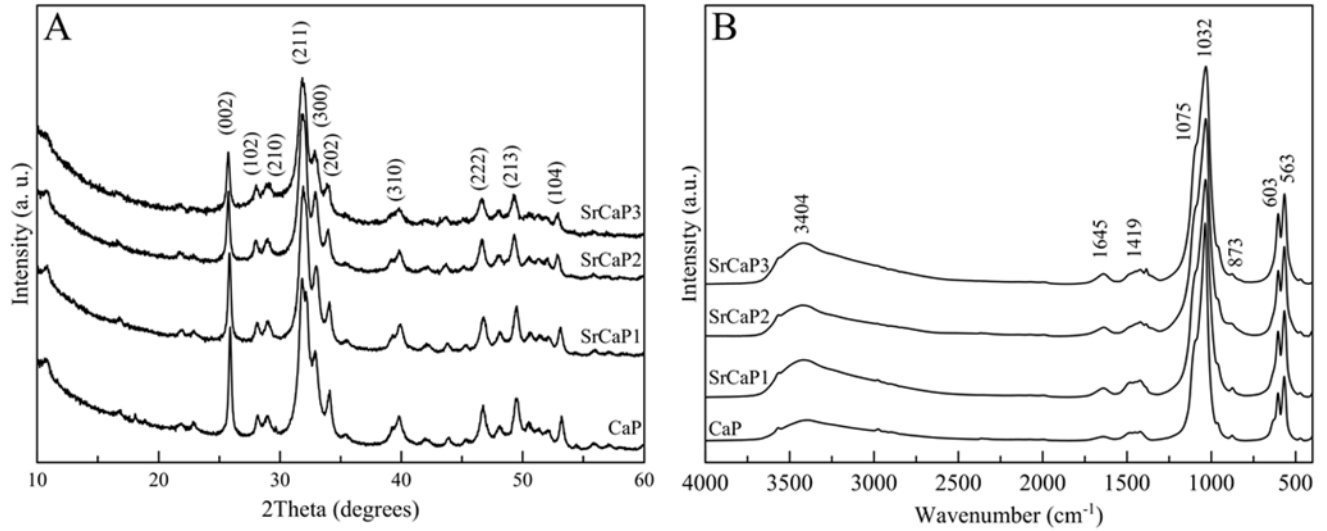 A
(002)
(102)
(210)
(211)
(300)
(202)
(310)
(222)
(213)
(104)
SrCaP3
SrCaP2
SrCaP1
CaP
Intensity (a. u.)
10 20 30 40 50 60
2Theta (degrees)
B
3404
1645
1419
1075
1032
873
603
563
SrCaP3
SrCaP2
SrCaP1
CaP
Intensity (a.u.)
4000 3500 3000 2500 2000 1500 1000 500
Wavenumber (cm⁻¹)